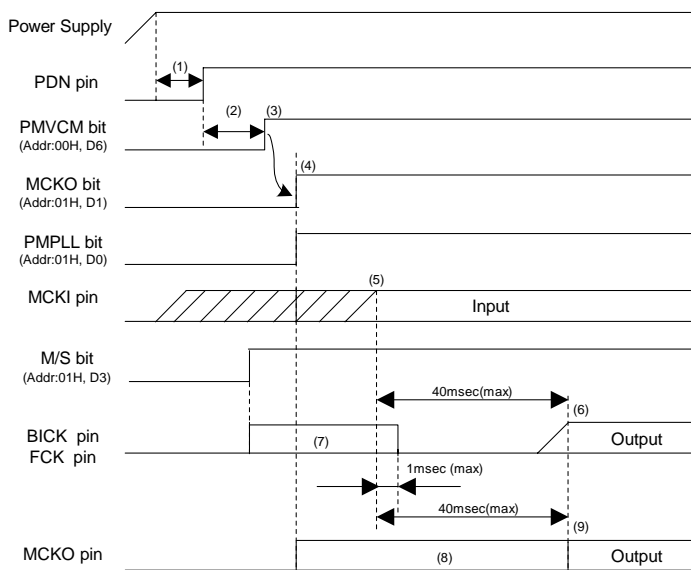 Power Supply
(1)
PDN pin
(2)
(3)
PMVCM bit
(Addr:00H, D6)
(4)
MCKO bit
(Addr:01H, D1)
PMPLL bit
(Addr:01H, D0)
(5)
MCKI pin
Input
M/S bit
(Addr:01H, D3)
40msec(max)
(6)
BICK pin
FCK pin
(7)
Output
1msec (max)
40msec(max)
(9)
MCKO pin
(8)
Output